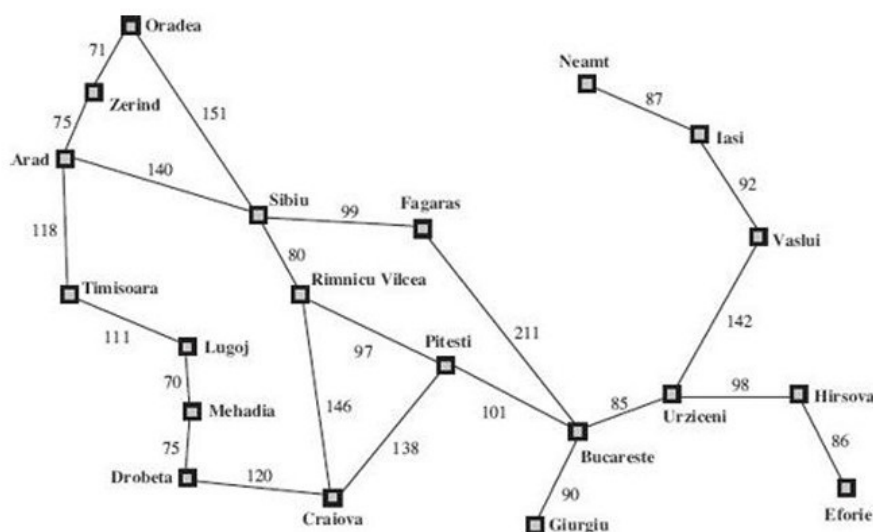 Oradea
71
Neamt
Zerind
87
75
151
Iasi
Arad
140
92
Sibiu
Fagaras
99
118
Vaslui
80
Timisoara
Rimnicu Vilcea
142
111
Lugoj
97
Pitesti
211
70
98
Hirsova
Mehadia
146
101
85
Urziceni
75
138
86
Drobeta
120
Bucareste
90
Craiova
Giurgiu
Eforie